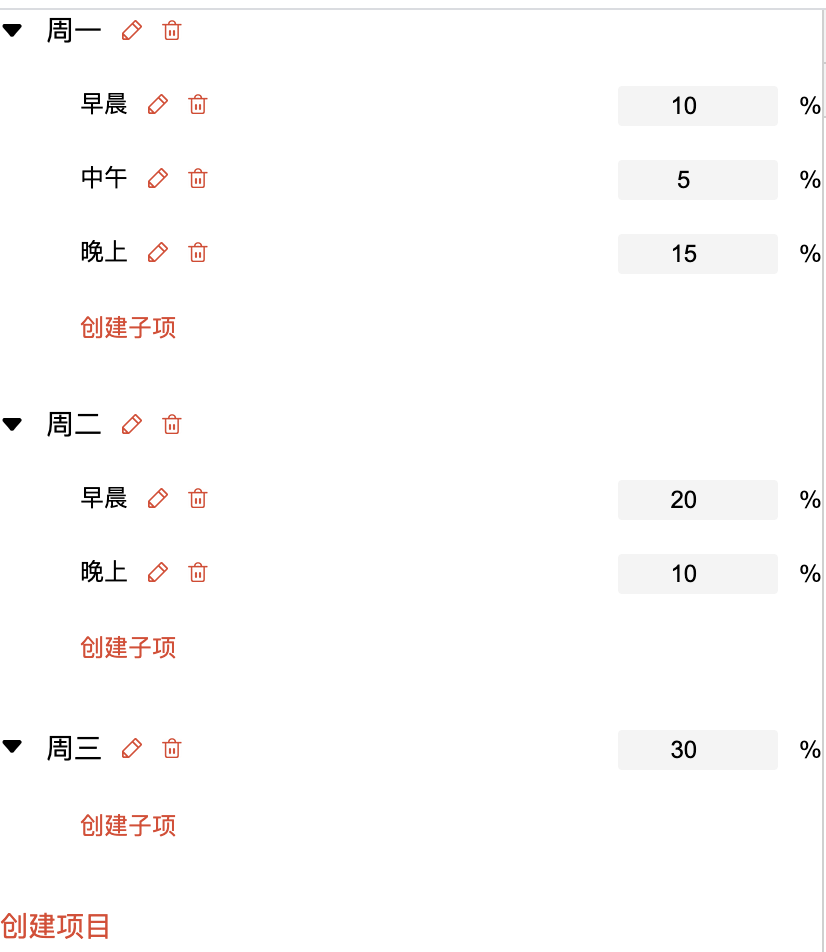 周一
早晨 10 %
中午 5 %
晚上 15 %
创建子项
周二
早晨 20 %
晚上 10 %
创建子项
周三 30 %
创建子项
创建项目